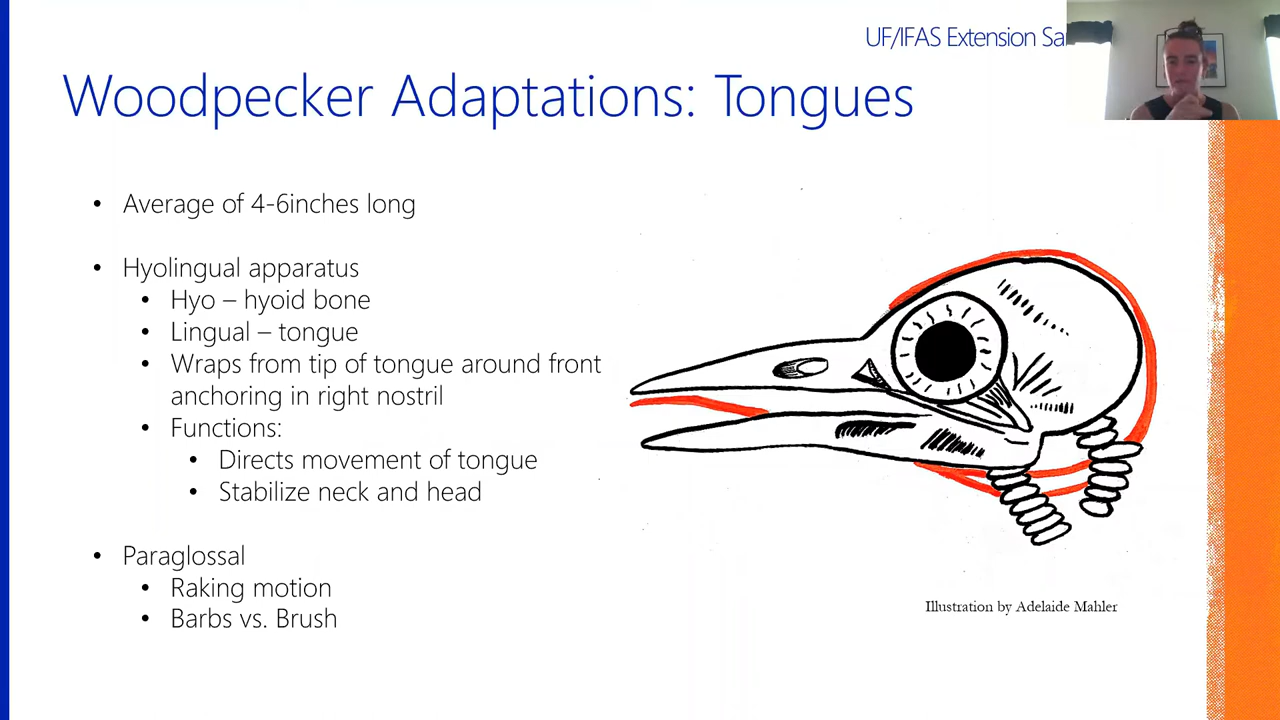 UF/IFAS Extension
Woodpecker Adaptations: Tongues
• Average of 4-6inches long
• Hyolingual apparatus
• Hyo – hyoid bone
• Lingual – tongue
• Wraps from tip of tongue around front
anchoring in right nostril
• Functions:
• Directs movement of tongue
• Stabilize neck and head
• Paraglossal
• Raking motion
• Barbs vs. Brush
Illustration by Adelaide Mahler